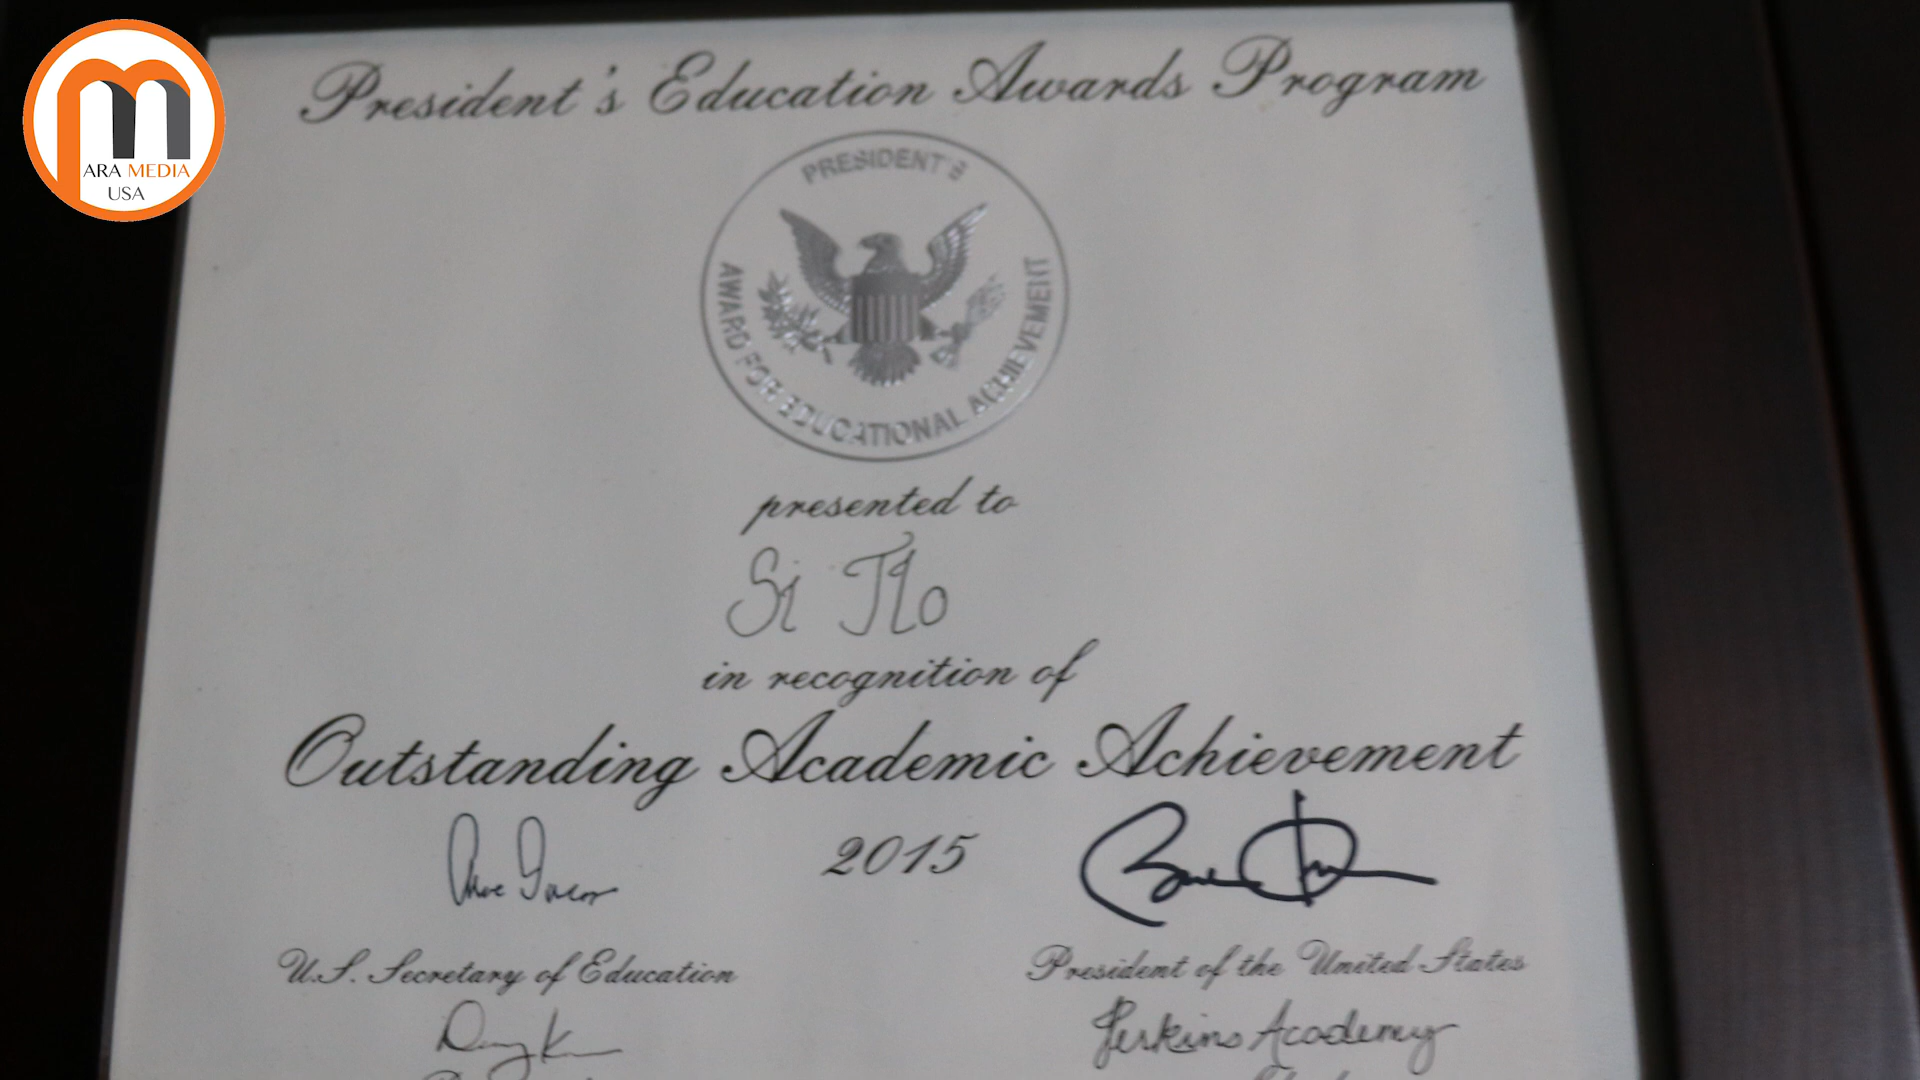 ARA MEDIA
USA
President's Education Awards Program
PRESIDENT'S
AWARD FOR EDUCATIONAL ACHIEVEMENT
presented to
Si Tlo
in recognition of
Outstanding Academic Achievement
2015
U.S. Secretary of Education
President of the United States
Perkins Academy